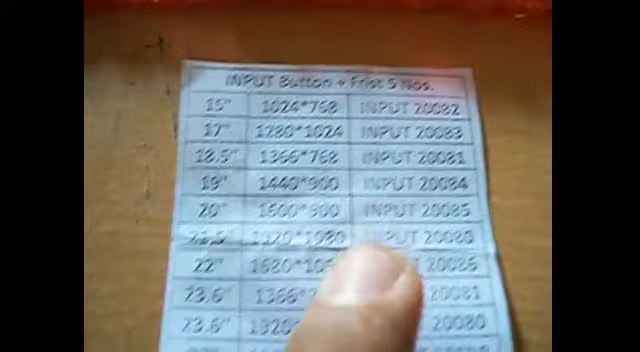 INPUT Button + Frist 5 Nos.
15" 1024*768 INPUT 20082
17" 1280*1024 INPUT 20083
18.5" 1366*768 INPUT 20081
19" 1440*900 INPUT 20084
20" 1600*900 INPUT 20085
21.5" 1920*1080 INPUT 20080
22" 1680*10 20086
23.6" 1366* 20081
23.6" 1920 20080